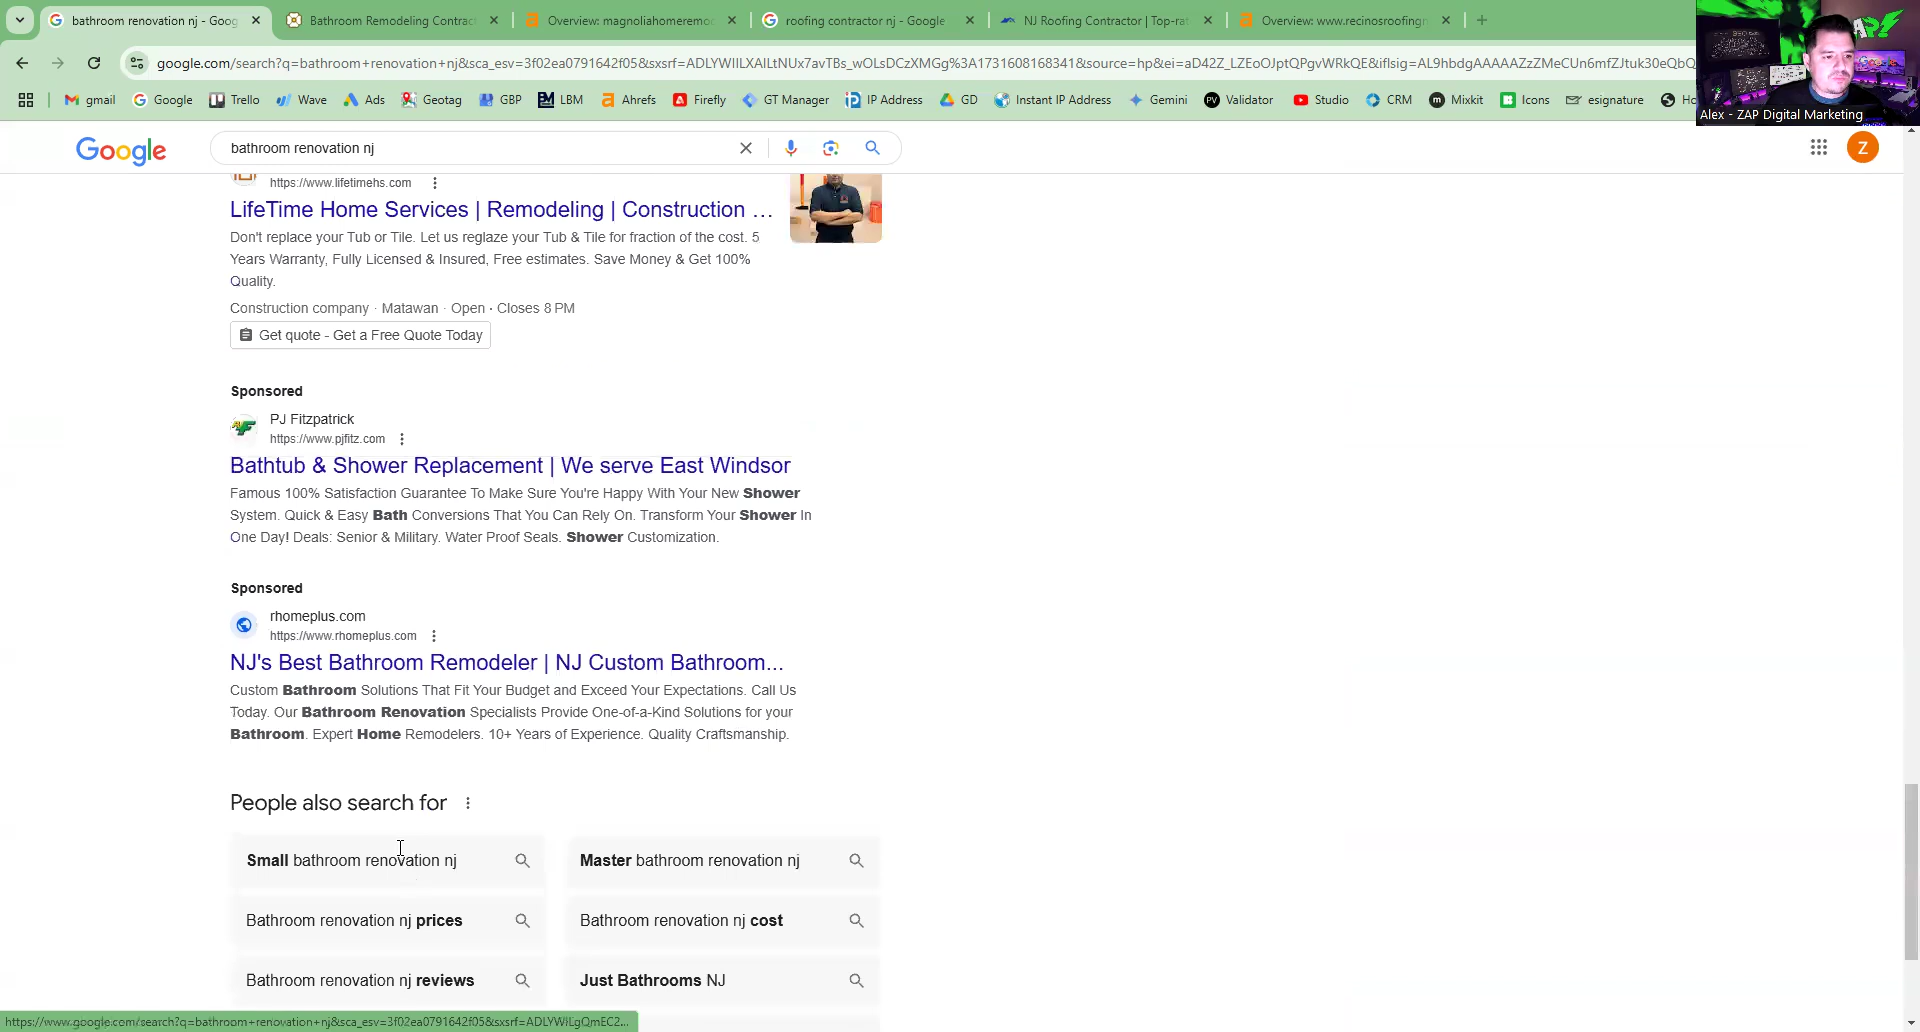 bathroom renovation nj - Goog
Bathroom Remodeling Contrac
Overview: magnoliahomeremo
roofing contractor nj - Google
NJ Roofing Contractor | Top-rat
Overview: www.recinosroofing
google.com/search?q=bathroom+renovation+nj&sca_esv=3f02ea0791642f05&sxsrf=ADLYWIILXAILtNUx7avTBs_wOLsDCzXMGg%3A1731608168341&source=hp&ei=aD42Z_LZEoOJptQPgvWRkQE&iflsig=AL9hbdgAAAAAZzZMeCUn6mfZJtuk30eQbQ
gmail
Google
Trello
Wave
Ads
Geotag
GBP
LBM
Ahrefs
Firefly
GT Manager
IP Address
GD
Instant IP Address
Gemini
Validator
Studio
CRM
Mixkit
Icons
esignature
Alex - ZAP Digital Marketing
Google
bathroom renovation nj
Z
https://www.lifetimehs.com
LifeTime Home Services | Remodeling | Construction ...
Don't replace your Tub or Tile. Let us reglaze your Tub & Tile for fraction of the cost. 5
Years Warranty, Fully Licensed & Insured, Free estimates. Save Money & Get 100%
Quality.
Construction company · Matawan · Open · Closes 8 PM
Get quote - Get a Free Quote Today
Sponsored
PJ Fitzpatrick
https://www.pjfitz.com
Bathtub & Shower Replacement | We serve East Windsor
Famous 100% Satisfaction Guarantee To Make Sure You're Happy With Your New Shower
System. Quick & Easy Bath Conversions That You Can Rely On. Transform Your Shower In
One Day! Deals: Senior & Military. Water Proof Seals. Shower Customization.
Sponsored
rhomeplus.com
https://www.rhomeplus.com
NJ's Best Bathroom Remodeler | NJ Custom Bathroom...
Custom Bathroom Solutions That Fit Your Budget and Exceed Your Expectations. Call Us
Today. Our Bathroom Renovation Specialists Provide One-of-a-Kind Solutions for your
Bathroom. Expert Home Remodelers. 10+ Years of Experience. Quality Craftsmanship.
People also search for
Small bathroom renovation nj
Master bathroom renovation nj
Bathroom renovation nj prices
Bathroom renovation nj cost
Bathroom renovation nj reviews
Just Bathrooms NJ
https://www.google.com/search?q=bathroom+renovation+nj&sca_esv=3f02ea0791642f05&sxsrf=ADLYWILgQmEC2...